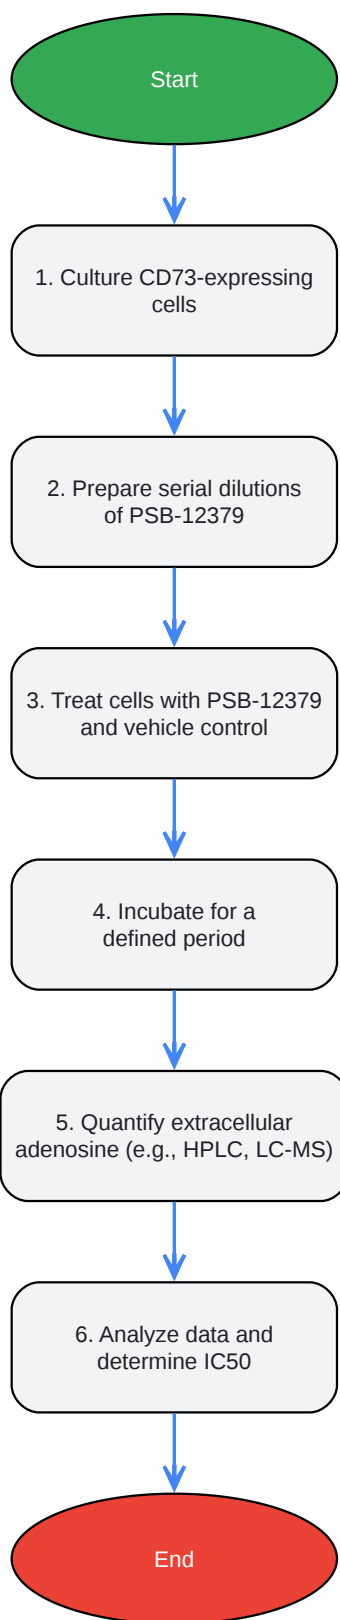 Start
1. Culture CD73-expressing
cells
2. Prepare serial dilutions
of PSB-12379
3. Treat cells with PSB-12379
and vehicle control
4. Incubate for a
defined period
5. Quantify extracellular
adenosine (e.g., HPLC, LC-MS)
6. Analyze data and
determine IC50
End